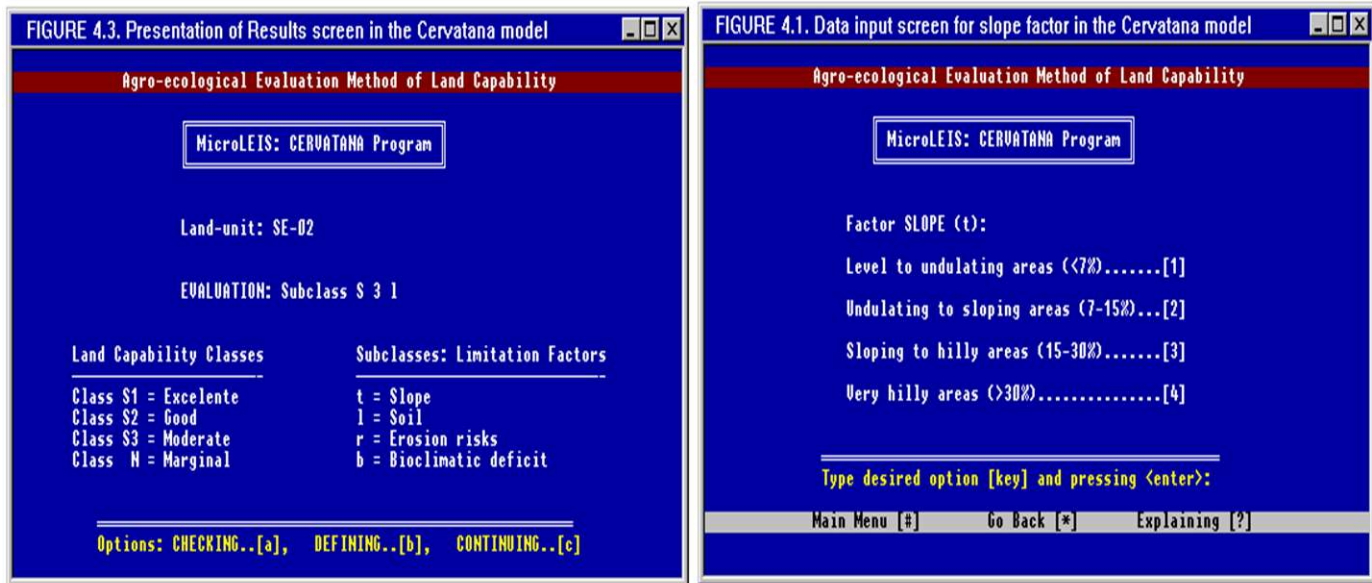 FIGURE 4.3. Presentation of Results screen in the Cervatana model
Agro-ecological Evaluation Method of Land Capability
MicroLEIS: CERVATANA Program
Land-unit: SE-02
EVALUATION: Subclass S 3 l
Land Capability Classes
Class S1 = Excelente
Class S2 = Good
Class S3 = Moderate
Class N = Marginal
Subclasses: Limitation Factors
t = Slope
l = Soil
r = Erosion risks
b = Bioclimatic deficit
Options: CHECKING..[a], DEFINING..[b], CONTINUING..[c]
FIGURE 4.1. Data input screen for slope factor in the Cervatana model
Agro-ecological Evaluation Method of Land Capability
MicroLEIS: CERVATANA Program
Factor SLOPE (t):
Level to undulating areas (<7%).......[1]
Undulating to sloping areas (7-15%)...[2]
Sloping to hilly areas (15-30%).......[3]
Very hilly areas (>30%)...............[4]
Type desired option [key] and pressing <enter>:
Main Menu [#] Go Back [*] Explaining [?]